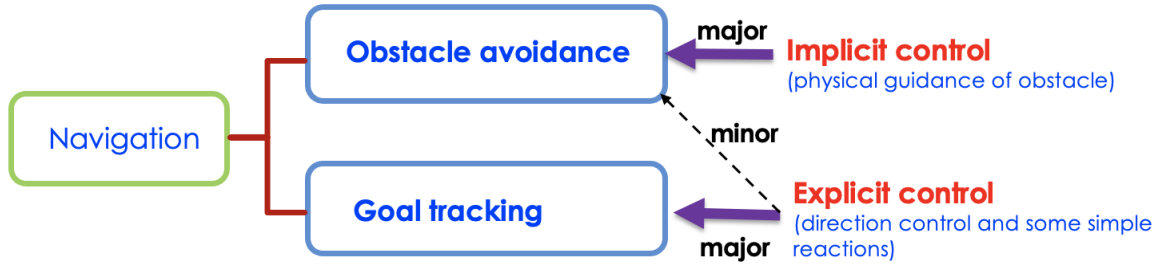 major
Obstacle avoidance
Implicit control
(physical guidance of obstacle)
Navigation
minor
Explicit control
Goal tracking
(direction control and some simple
reactions)
major